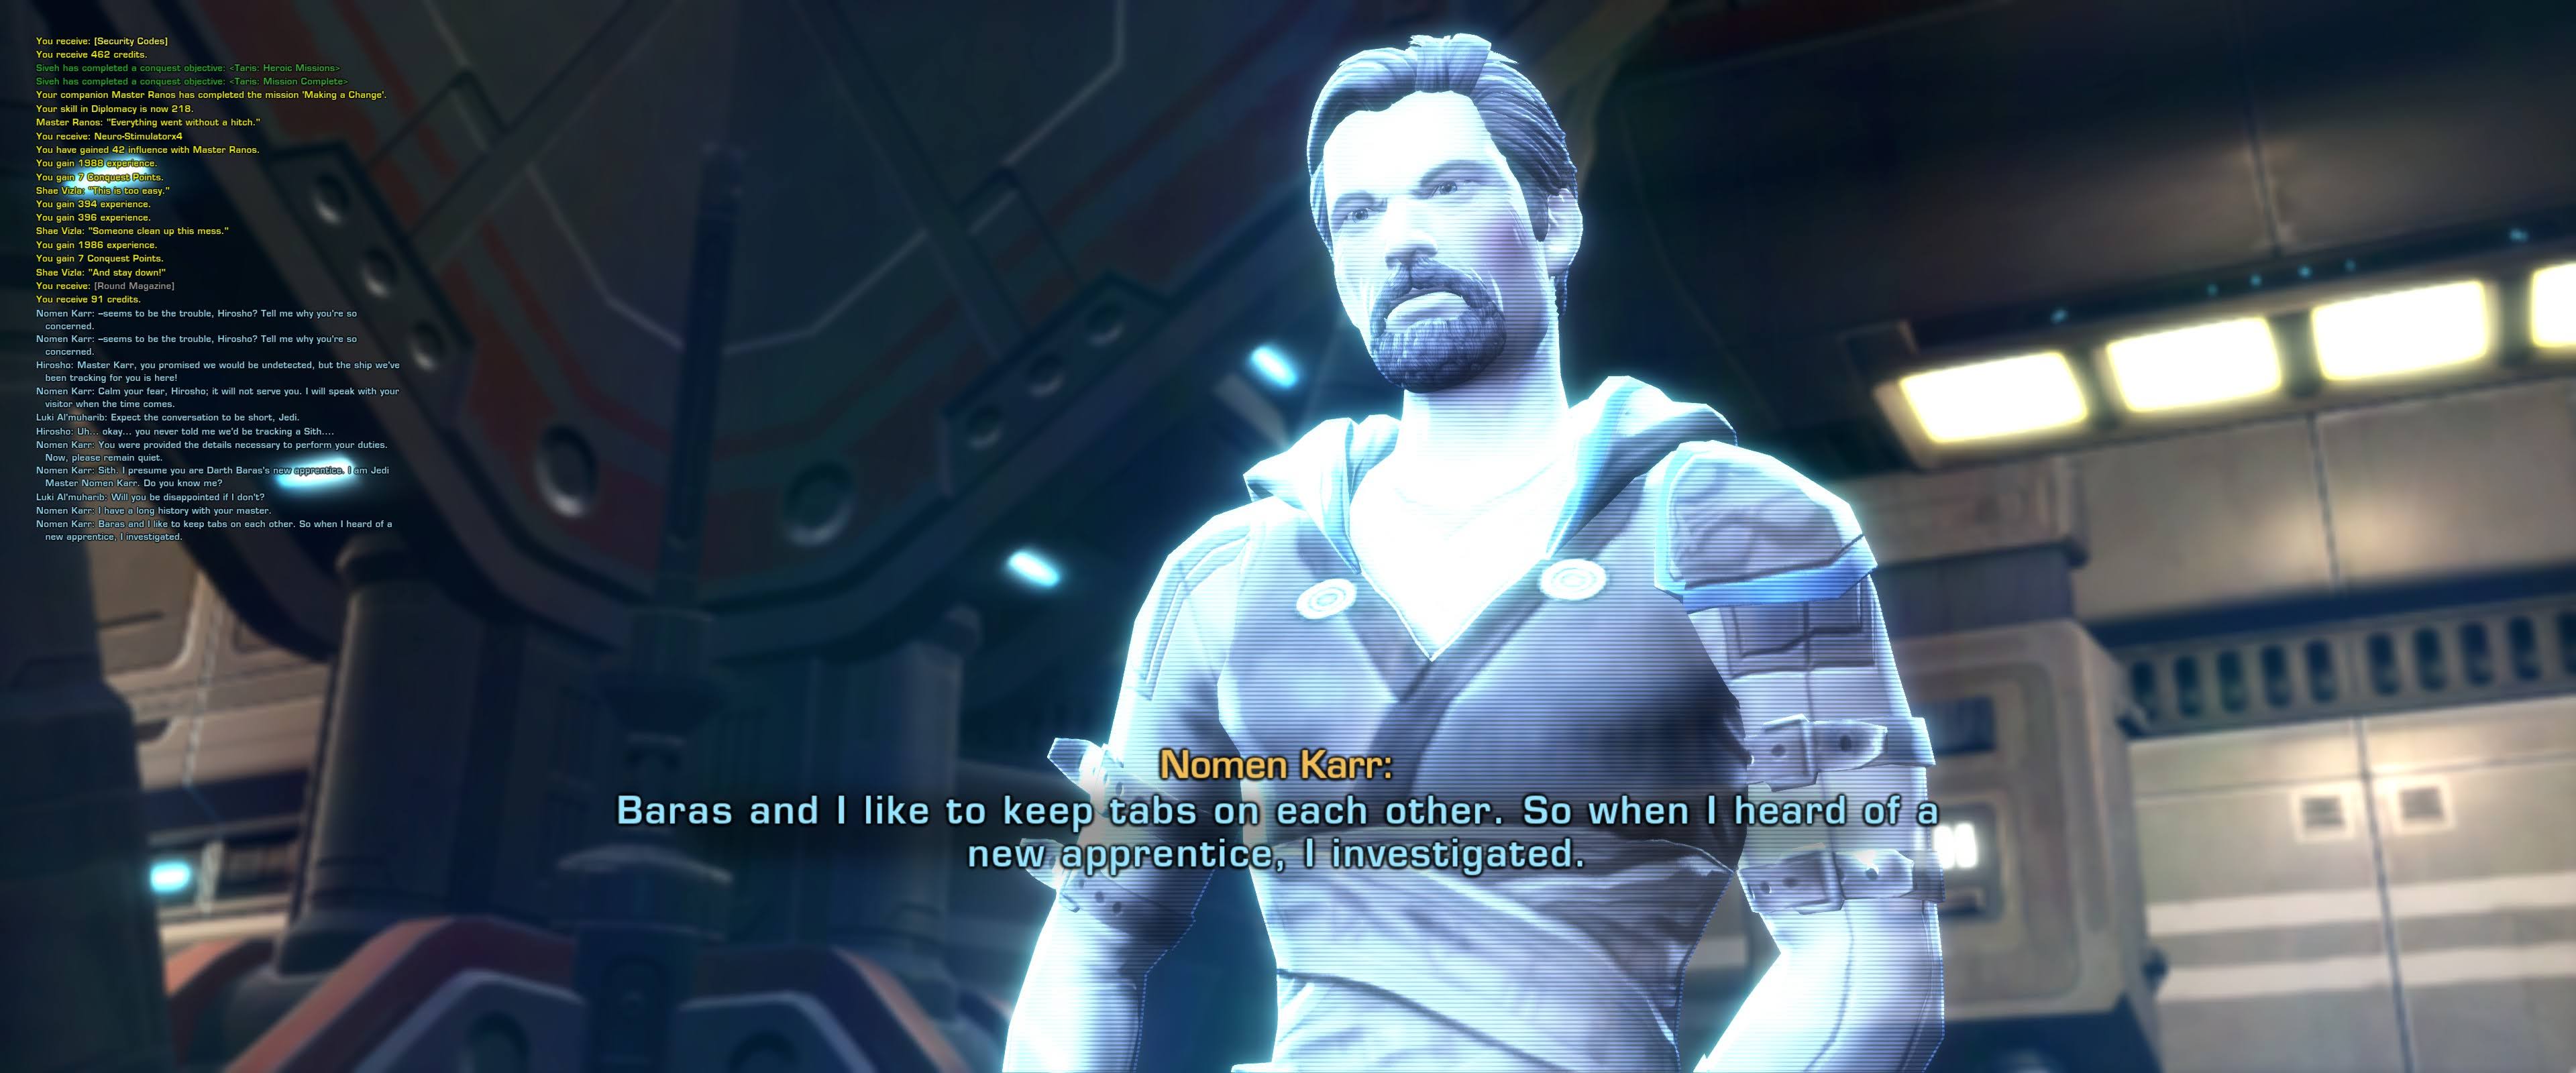 You receive: [Security Codes]
You receive 462 credits.
Siveh has completed a conquest objective: <Taris: Heroic Missions>
Siveh has completed a conquest objective: <Taris: Mission Complete>
Your companion Master Ranos has completed the mission 'Making a Change'.
Your skill in Diplomacy is now 218.
Master Ranos: "Everything went without a hitch."
You receive: Neuro-Stimulatorx4
You have gained 42 influence with Master Ranos.
You gain 1988 experience.
You gain 7 Conquest Points.
Shae Vizla: "This is too easy."
You gain 394 experience.
You gain 396 experience.
Shae Vizla: "Someone clean up this mess."
You gain 1986 experience.
You gain 7 Conquest Points.
Shae Vizla: "And stay down!"
You receive: [Round Magazine]
You receive 91 credits.
Nomen Karr: –seems to be the trouble, Hirosho? Tell me why you're so
concerned.
Nomen Karr: –seems to be the trouble, Hirosho? Tell me why you're so
concerned.
Hirosho: Master Karr, you promised we would be undetected, but the ship we've
been tracking for you is here!
Nomen Karr: Calm your fear, Hirosho; it will not serve you. I will speak with your
visitor when the time comes.
Luki Al'muharib: Expect the conversation to be short, Jedi.
Hirosho: Uh... okay... you never told me we'd be tracking a Sith....
Nomen Karr: You were provided the details necessary to perform your duties.
Now, please remain quiet.
Nomen Karr: Sith. I presume you are Darth Baras's new apprentice. I am Jedi
Master Nomen Karr. Do you know me?
Luki Al'muharib: Will you be disappointed if I don't?
Nomen Karr: I have a long history with your master.
Nomen Karr: Baras and I like to keep tabs on each other. So when I heard of a
new apprentice, I investigated.
Nomen Karr:
Baras and I like to keep tabs on each other. So when I heard of a
new apprentice, I investigated.